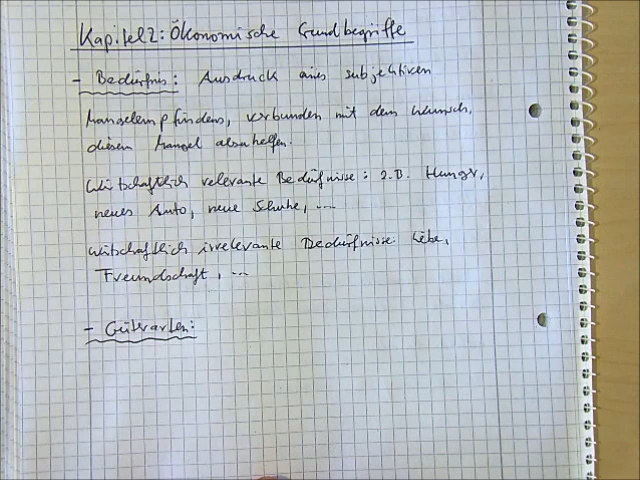 Kapitel 2: Ökonomische Grundbegriffe
- Bedürfnis: Ausdruck eines subjektiven
Mangelempfindens, verbunden mit dem Wunsch,
diesen Mangel abzuhelfen.
Wirtschaftlich relevante Bedürfnisse: z.B. Hunger,
neues Auto, neue Schuhe, ...
Wirtschaftlich irrelevante Bedürfnisse: Liebe,
Freundschaft, ...
- Güterarten: